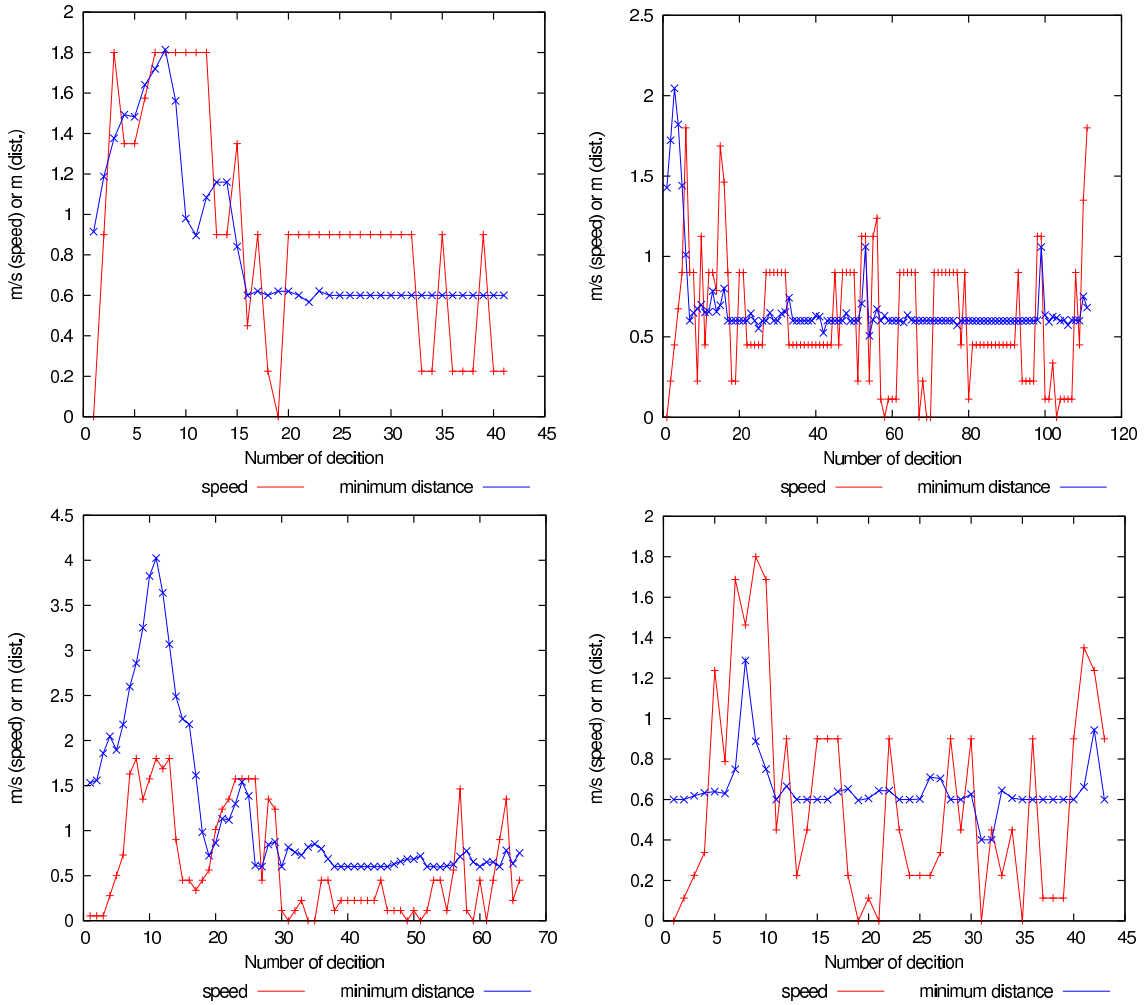 2
1.8
1.6
1.4
1.2
1
0.8
0.6
0.4
0.2
0
m/s (speed) or m (dist.)
0 5 10 15 20 25 30 35 40 45
Number of decition
speed minimum distance
2.5
2
1.5
1
0.5
0
m/s (speed) or m (dist.)
0 20 40 60 80 100 120
Number of decition
speed minimum distance
4.5
4
3.5
3
2.5
2
1.5
1
0.5
0
m/s (speed) or m (dist.)
0 10 20 30 40 50 60 70
Number of decition
speed minimum distance
2
1.8
1.6
1.4
1.2
1
0.8
0.6
0.4
0.2
0
m/s (speed) or m (dist.)
0 5 10 15 20 25 30 35 40 45
Number of decition
speed minimum distance